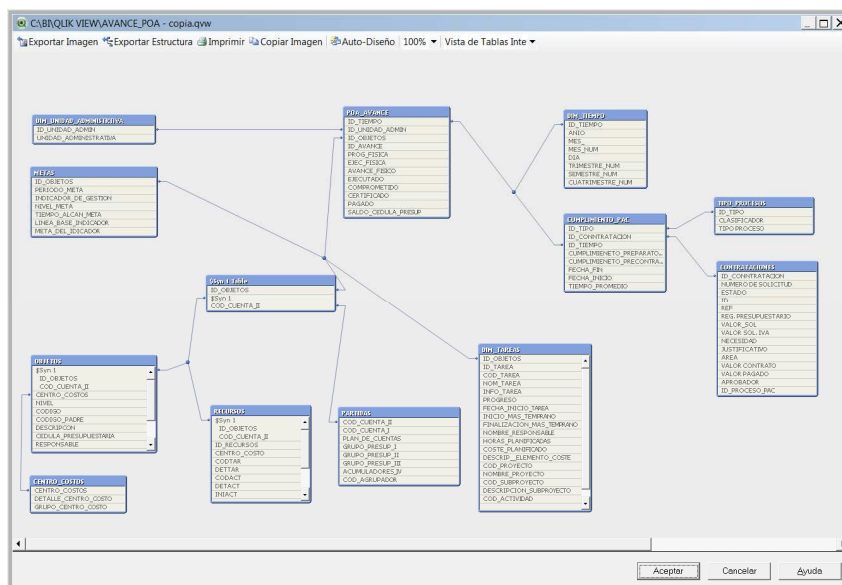 C:\BI\QLIK VIEW\AVANCE_POA - copia.qvw
Exportar Imagen Exportar Estructura Imprimir Copiar Imagen Auto-Diseño 100% Vista de Tablas Inte
DIM_UNIDAD_ADMINISTRTIVA
ID_UNIDAD_ADMIN
UNIDAD_ADMINISTRATIVA
POA_AVANCE
ID_TIEMPO
ID_UNIDAD_ADMIN
ID_OBJETOS
ID_AVANCE
PROG_FISICA
EJEC_FISICA
AVANCE_FISICO
EJECUTADO
COMPROMETIDO
CERTIFICADO
PAGADO
SALDO_CEDULA_PRESUP
DIM_TIEMPO
ID_TIEMPO
ANIO
MES_
MES_NUM
DIA
TRIMESTRE_NUM
SEMESTRE_NUM
CUATRIMESTRE_NUM
METAS
ID_OBJETOS
PERIODO_META
INDICADOR_DE_GESTION
NIVEL_META
TIEMPO_ALCAN_META
LINEA_BASE_INDICADOR
META_DEL_IDICADOR
CUMPLIMIENTO_PAC
ID_TIPO
ID_CONNTRATACION
ID_TIEMPO
CUMPLIMIENETO_PREPARATO...
CUMPLIMIENETO_PRECONTRA...
FECHA_FIN
FECHA_INICIO
TIEMPO_PROMEDIO
TIPO_PROCESOS
ID_TIPO
CLASIFICADOR
TIPO PROCESO
CONTRATACIONES
ID_CONNTRATACION
NUMERO DE SOLICITUD
ESTADO
REF
REG. PRESUPUESTARIO
VALOR_SOL
VALOR SOL. IVA
NECESIDAD
JUSTIFICATIVO
AREA
VALOR CONTRATO
VALOR PAGADO
APROBADOR
ID_PROCESO_PAC
$Syn 1 Table
ID_OBJETOS
$Syn 1
COD_CUENTA_II
OBJETOS
$Syn 1
ID_OBJETOS
COD_CUENTA_II
CENTRO_COSTOS
NIVEL
CODIGO
CODIGO_PADRE
DESCRIPCON
CEDULA_PRESUPUESTARIA
RESPONSABLE
CENTRO_COSTOS
CENTRO_COSTOS
DETALLE_CENTRO_COSTO
GRUPO_CENTRO_COSTO
RECURSOS
$Syn 1
ID_OBJETOS
COD_CUENTA_II
ID_RECURSOS
CENTRO_COSTO
CODTAR
DETTAR
CODACT
DETACT
INIACT
PARTIDAS
COD_CUENTA_II
COD_CUENTA_I
PLAN_DE_CUENTAS
GRUPO_PRESUP_I
GRUPO_PRESUP_II
GRUPO_PRESUP_III
ACUMULADORES_IV
COD_AGRUPADOR
DIM_TAREAS
ID_OBJETOS
ID_TAREA
COD_TAREA
NOM_TAREA
INFO_TAREA
PROGRESO
FECHA_INICIO_TAREA
INICIO_MAS_TEMPRANO
FINALIZACION_MAS_TEMPRANO
NOMBRE_RESPONSABLE
HORAS_PLANIFICADAS
COSTE_PLANIFICADO
DESCRIP__ELEMENTO_COSTE
COD_PROYECTO
NOMBRE_PROYECTO
COD_SUBPROYECTO
DESCRIPCION_SUBPROYECTO
COD_ACTIVIDAD
Aceptar Cancelar Ayuda